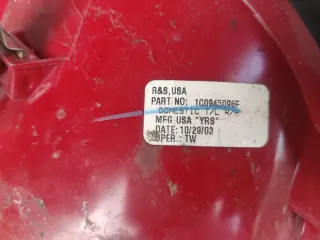 R&S,USA
PART. NO: 1C0945096F
DOMESTIC T/L R/H
MFG USA "YRS"
DATE: 10/29/03
OPER.: TW